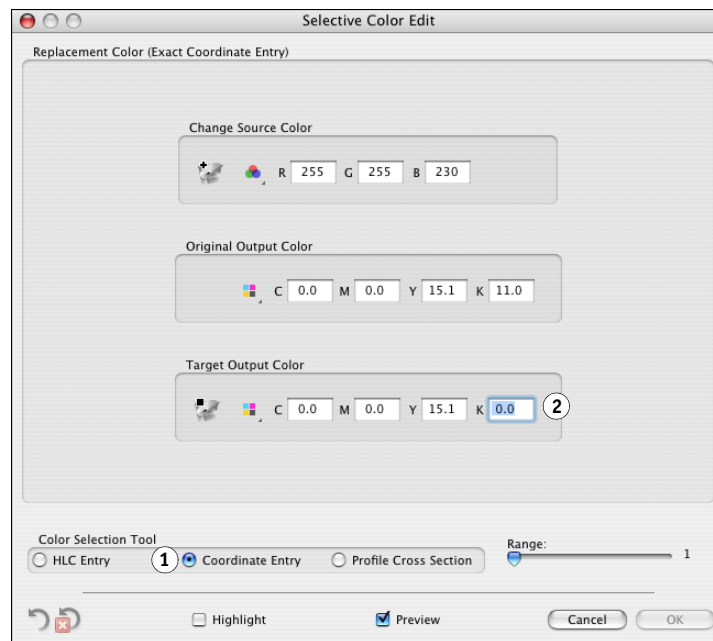 Selective Color Edit
Replacement Color (Exact Coordinate Entry)
Change Source Color
R 255 G 255 B 230
Original Output Color
C 0.0 M 0.0 Y 15.1 K 11.0
Target Output Color
C 0.0 M 0.0 Y 15.1 K 0.0 2
Color Selection Tool
HLC Entry 1 Coordinate Entry Profile Cross Section
Range:
1
Highlight Preview Cancel OK